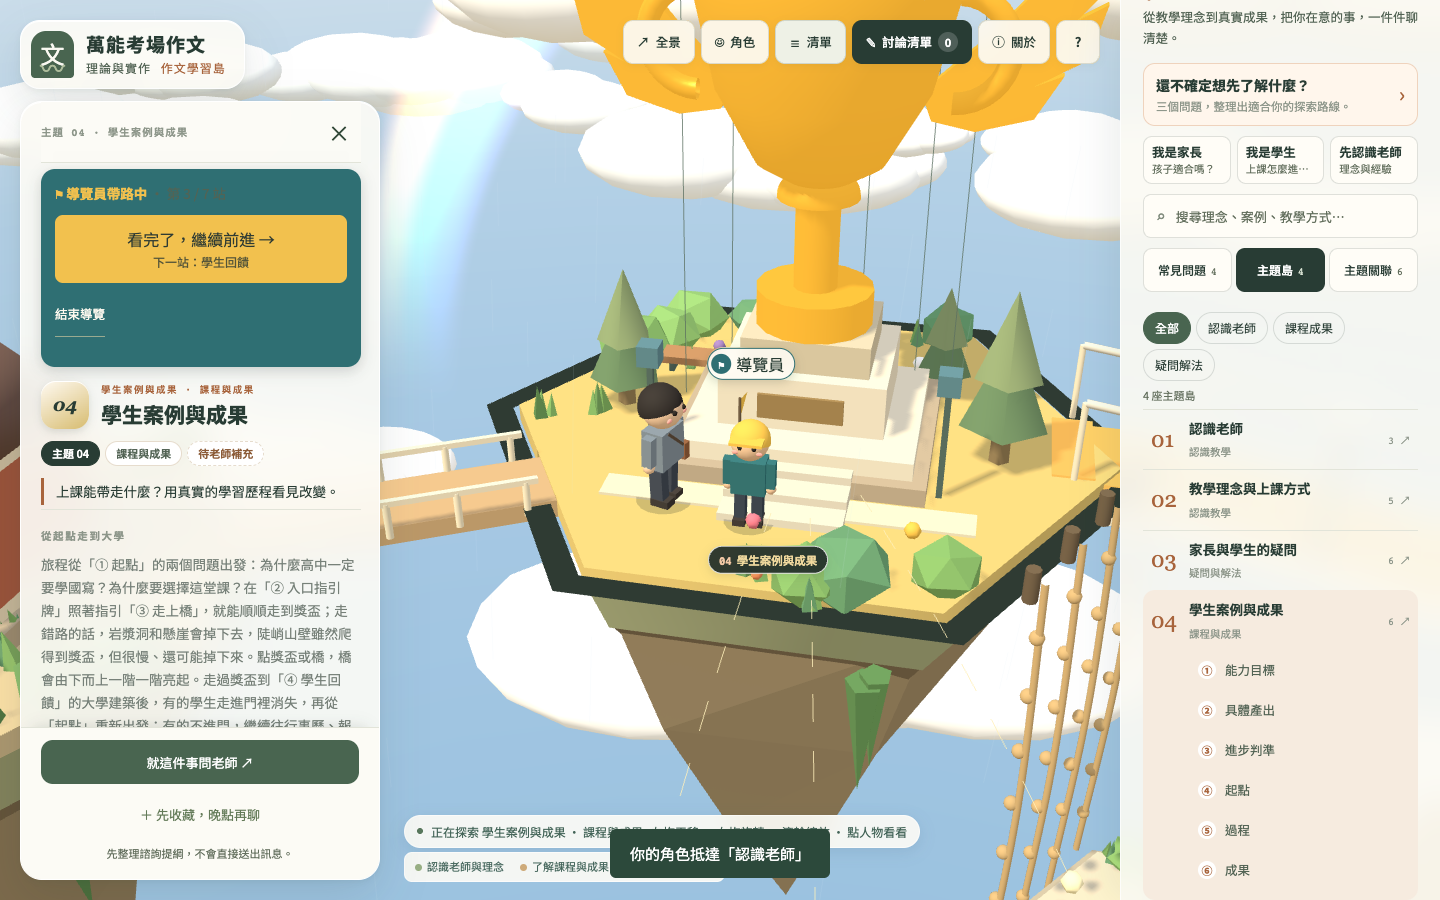 文
萬能考場作文
理論與實作 作文學習島
↗ 全景
☺ 角色
≡ 清單
✎ 討論清單 0
ⓘ 關於
?
主題 04 · 學生案例與成果
導覽員帶路中
看完了，繼續前進 →
下一站：學生回饋
結束導覽
04
學生案例與成果 · 課程與成果
學生案例與成果
主題 04
課程與成果
待老師補充
上課能帶走什麼？用真實的學習歷程看見改變。
從起點走到大學
旅程從「① 起點」的兩個問題出發：為什麼高中一定
要學國寫？為什麼要選擇這堂課？在「② 入口指引
牌」照著指引「③ 走上橋」，就能順順走到獎盃；走
錯路的話，岩漿洞和懸崖會掉下去，陡峭山壁雖然爬
得到獎盃，但很慢、還可能掉下來。點獎盃或橋，橋
會由下而上一階一階亮起。走過獎盃到「④ 學生回
饋」的大學建築後，有的學生走進門裡消失，再從
「起點」重新出發；有的不進門，繼續往行事曆、報
就這件事問老師 ↗
＋ 先收藏，晚點再聊
先整理諮詢提綱，不會直接送出訊息。
導覽員
04 學生案例與成果
正在探索 學生案例與成果 · 課程
· 點人物看看
認識老師與理念
了解課程與成果
你的角色抵達「認識老師」
從教學理念到真實成果，把你在意的事，一件件聊
清楚。
還不確定想先了解什麼？
三個問題，整理出適合你的探索路線。
›
我是家長
孩子適合嗎？
我是學生
上課怎麼進…
先認識老師
理念與經驗
搜尋理念、案例、教學方式…
常見問題 4
主題島 4
主題關聯 6
全部
認識老師
課程成果
疑問解法
4 座主題島
01 認識老師 3 ↗
認識教學
02 教學理念與上課方式 5 ↗
認識教學
03 家長與學生的疑問 6 ↗
疑問與解法
04 學生案例與成果 6 ↗
課程與成果
① 能力目標
② 具體產出
③ 進步判準
④ 起點
⑤ 過程
⑥ 成果